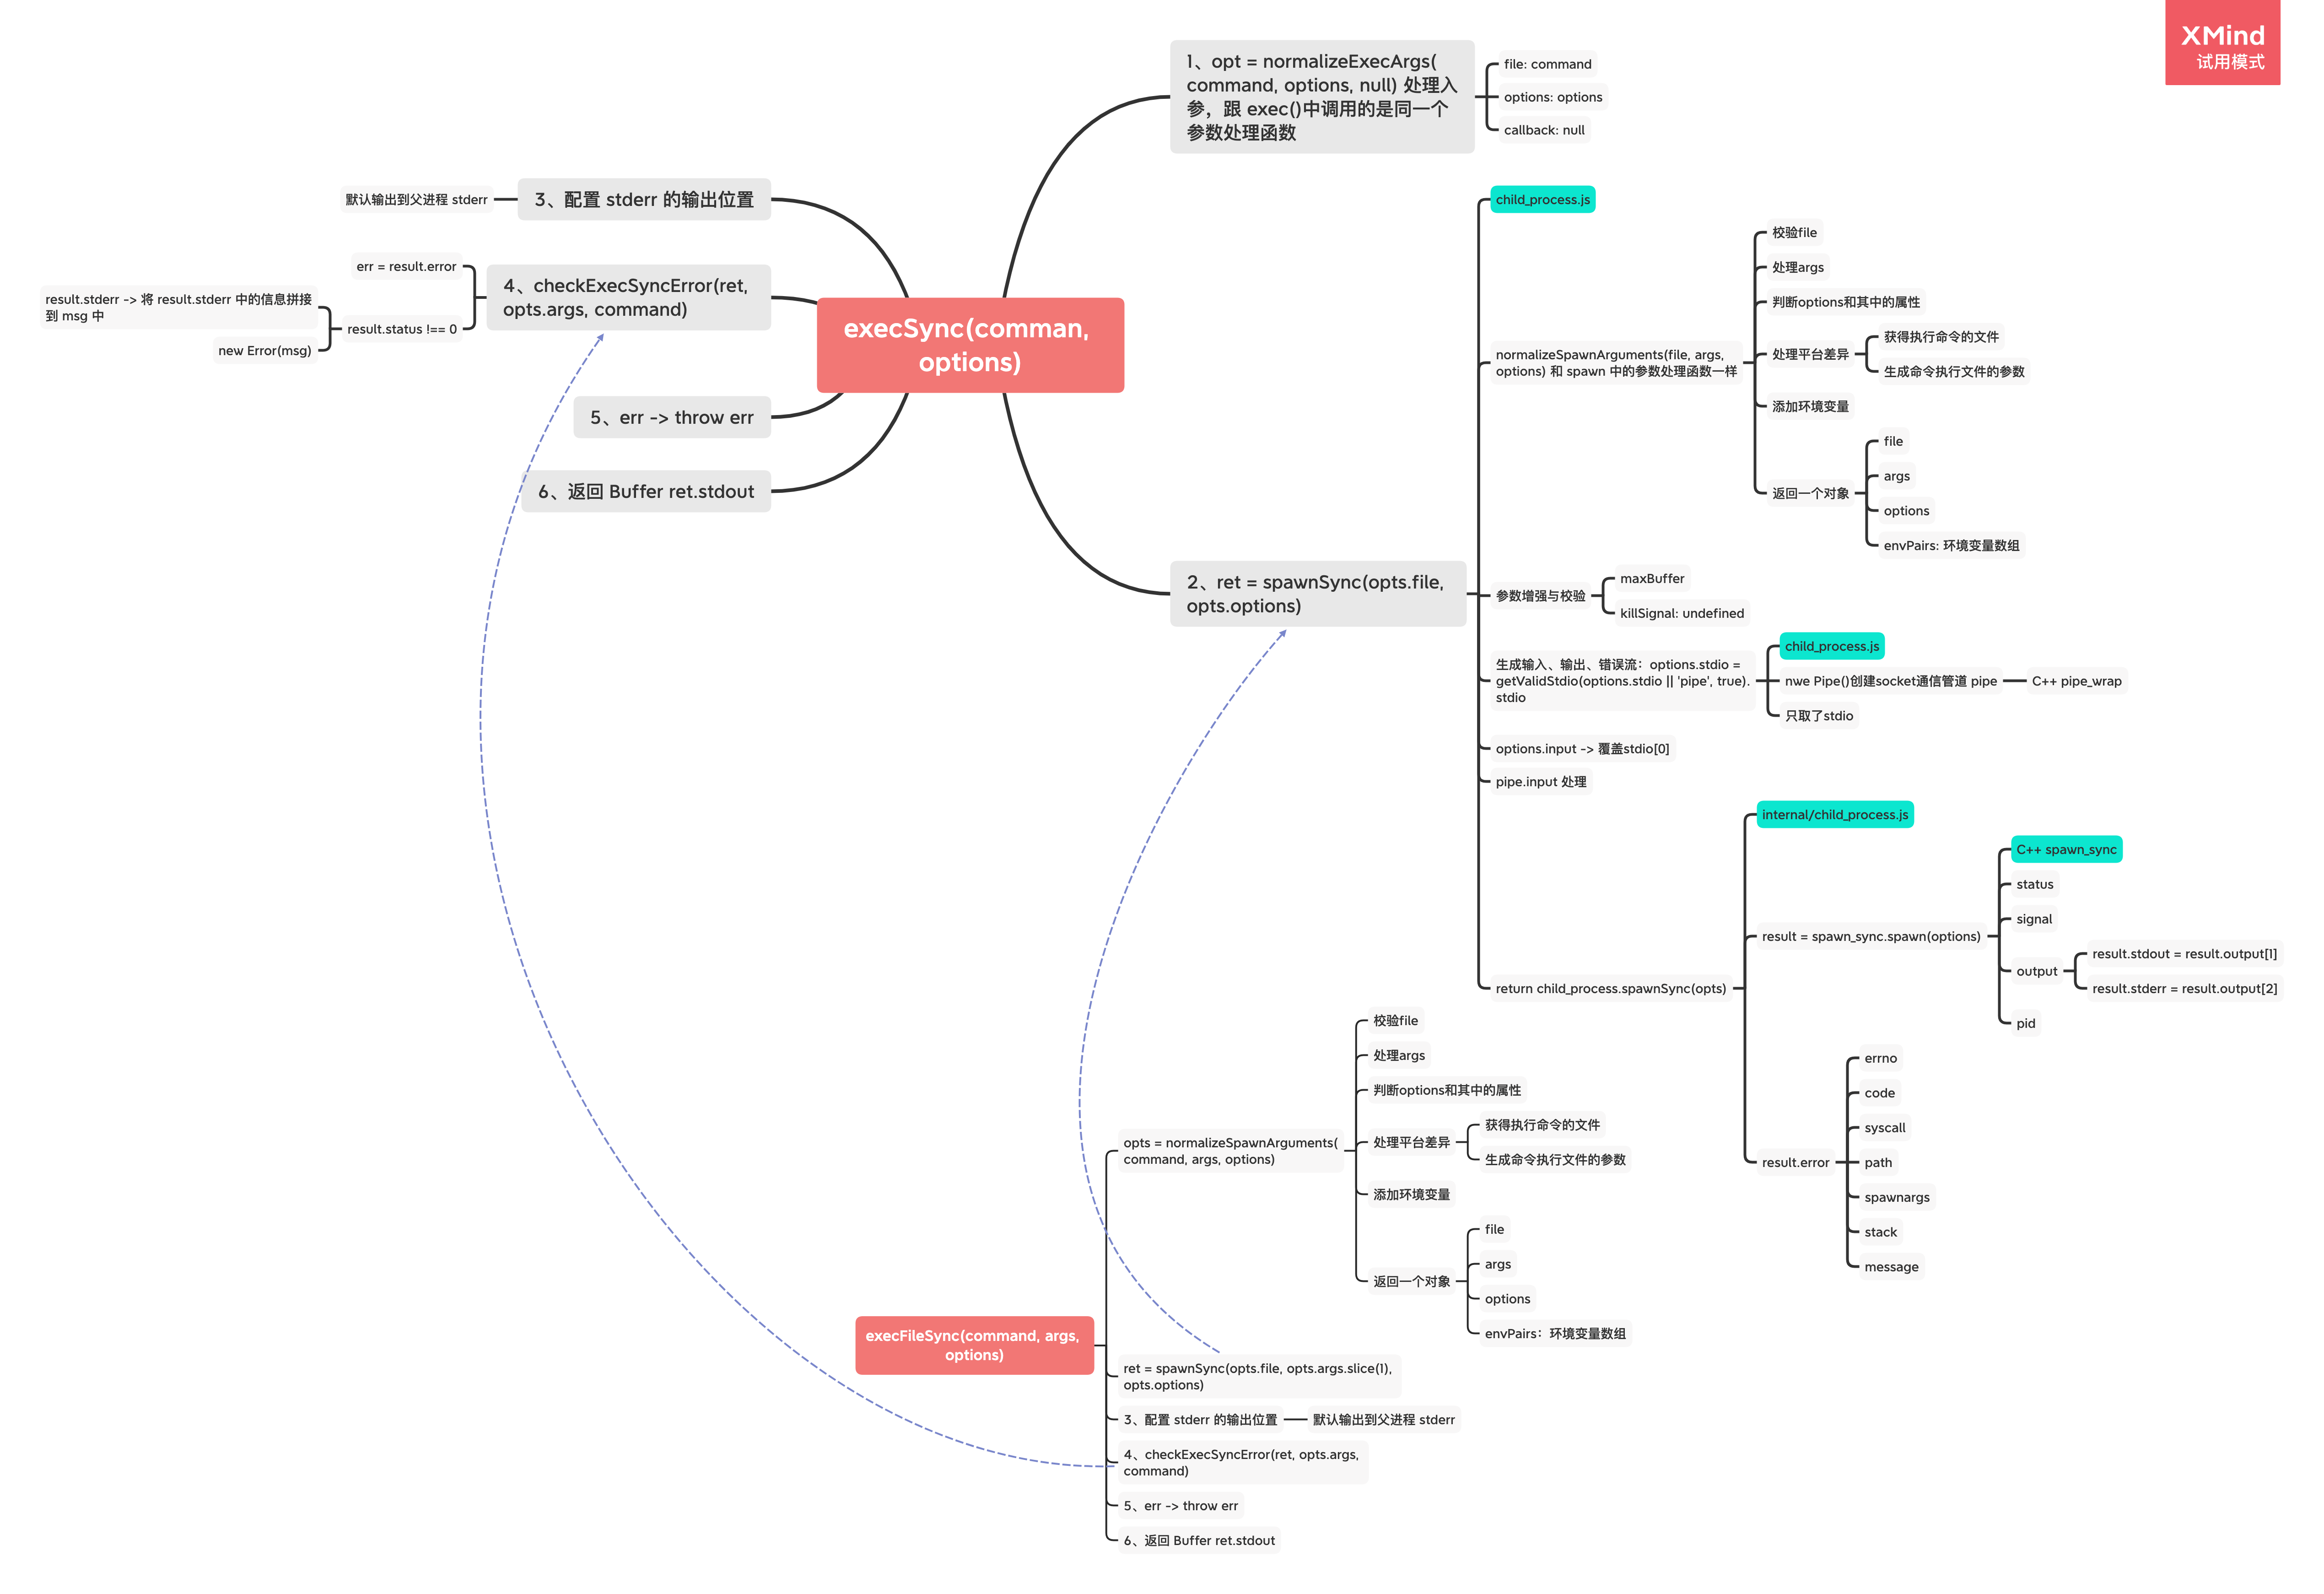 XMind
试用模式
execSync(comman,
options)
1、opt = normalizeExecArgs(
command, options, null) 处理入
参，跟 exec()中调用的是同一个
参数处理函数
file: command
options: options
callback: null
2、ret = spawnSync(opts.file,
opts.options)
child_process.js
normalizeSpawnArguments(file, args,
options) 和 spawn 中的参数处理函数一样
校验file
处理args
判断options和其中的属性
处理平台差异
获得执行命令的文件
生成命令执行文件的参数
添加环境变量
返回一个对象
file
args
options
envPairs: 环境变量数组
参数增强与校验
maxBuffer
killSignal: undefined
生成输入、输出、错误流：options.stdio =
getValidStdio(options.stdio || 'pipe', true).
stdio
child_process.js
nwe Pipe()创建socket通信管道 pipe
C++ pipe_wrap
只取了stdio
options.input -> 覆盖stdio[0]
pipe.input 处理
return child_process.spawnSync(opts)
internal/child_process.js
result = spawn_sync.spawn(options)
C++ spawn_sync
status
signal
output
result.stdout = result.output[1]
result.stderr = result.output[2]
pid
result.error
errno
code
syscall
path
spawnargs
stack
message
3、配置 stderr 的输出位置
默认输出到父进程 stderr
4、checkExecSyncError(ret,
opts.args, command)
err = result.error
result.status !== 0
result.stderr -> 将 result.stderr 中的信息拼接
到 msg 中
new Error(msg)
5、err -> throw err
6、返回 Buffer ret.stdout
execFileSync(command, args,
options)
opts = normalizeSpawnArguments(
command, args, options)
校验file
处理args
判断options和其中的属性
处理平台差异
获得执行命令的文件
生成命令执行文件的参数
添加环境变量
返回一个对象
file
args
options
envPairs：环境变量数组
ret = spawnSync(opts.file, opts.args.slice(1),
opts.options)
3、配置 stderr 的输出位置
默认输出到父进程 stderr
4、checkExecSyncError(ret, opts.args,
command)
5、err -> throw err
6、返回 Buffer ret.stdout